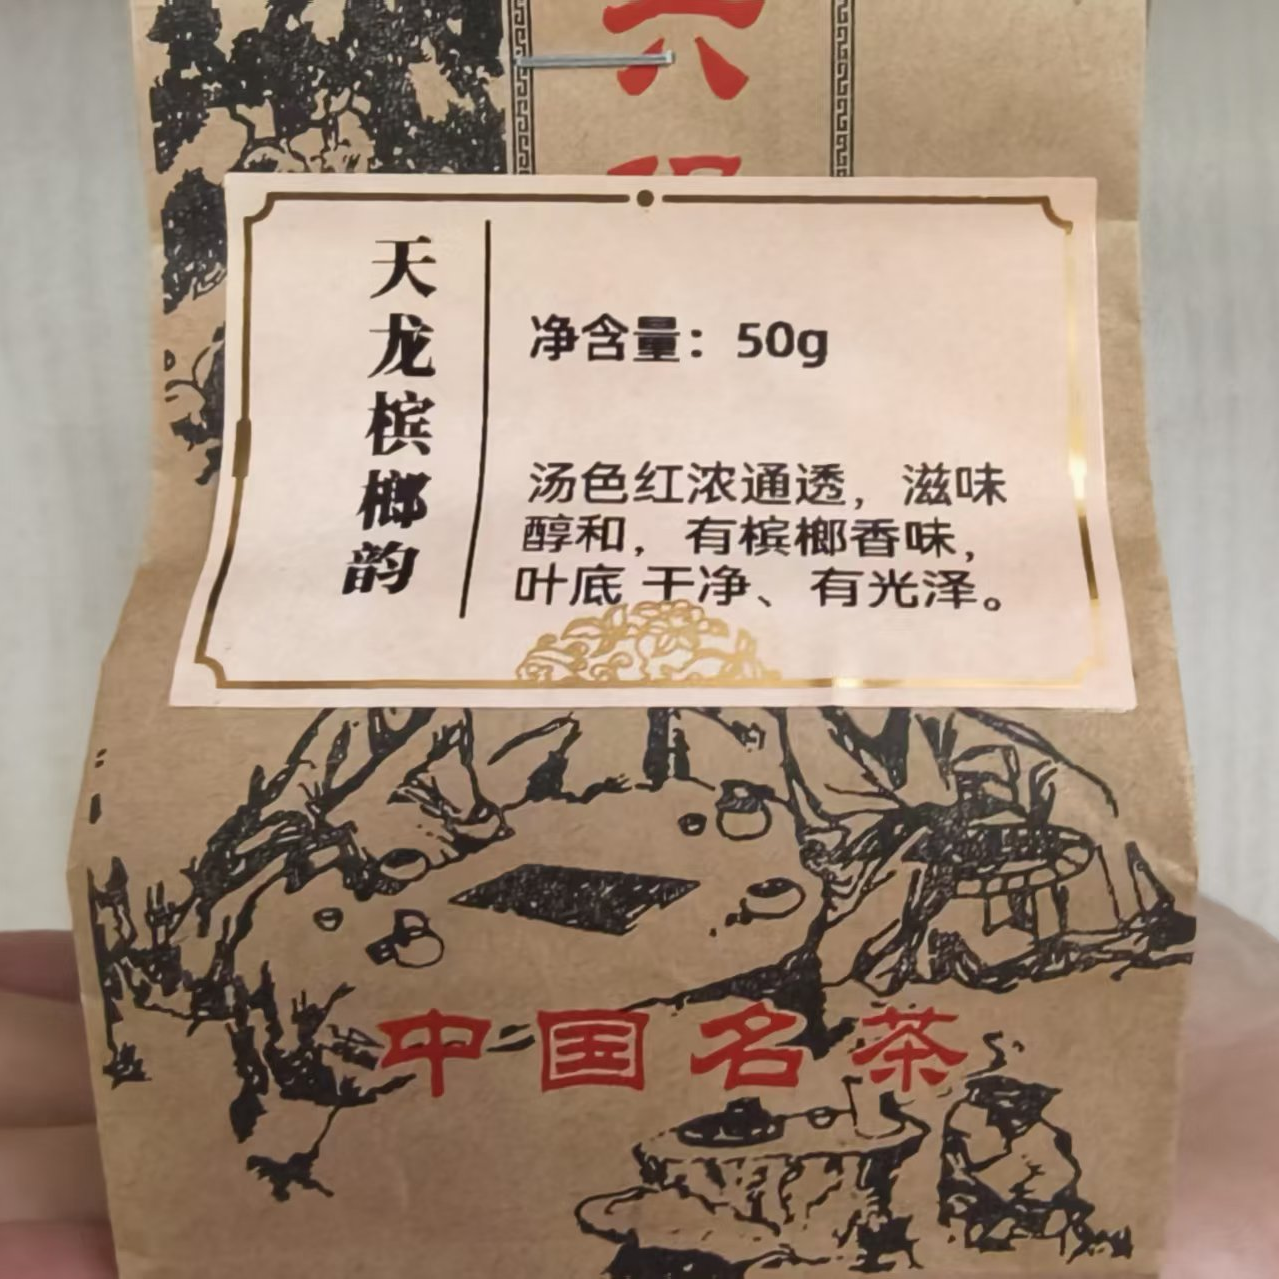 六
天龙槟榔韵
净含量：50g
汤色红浓通透，滋味
醇和，有槟榔香味，
叶底 干净、有光泽。
中国名茶